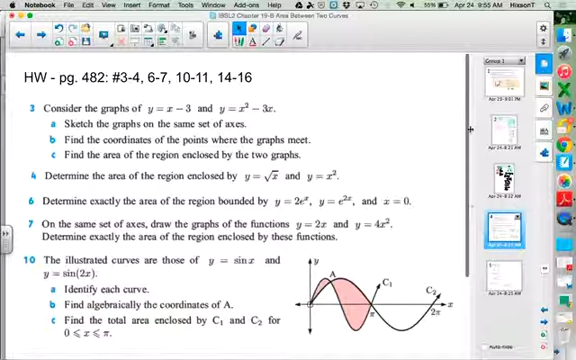 Notebook File Edit View Insert Format Tools Window Add-Ons Help
55% Apr 24 9:55 AM HixsonT
IBSL2 Chapter 19-B Area Between Two Curves
HW - pg. 482: #3-4, 6-7, 10-11, 14-16
3 Consider the graphs of y = x − 3 and y = x² − 3x.
a Sketch the graphs on the same set of axes.
b Find the coordinates of the points where the graphs meet.
c Find the area of the region enclosed by the two graphs.
4 Determine the area of the region enclosed by y = √x and y = x².
6 Determine exactly the area of the region bounded by y = 2eˣ, y = e²ˣ, and x = 0.
7 On the same set of axes, draw the graphs of the functions y = 2x and y = 4x².
Determine exactly the area of the region enclosed by these functions.
10 The illustrated curves are those of y = sin x and
y = sin(2x).
a Identify each curve.
b Find algebraically the coordinates of A.
c Find the total area enclosed by C₁ and C₂ for
0 ⩽ x ⩽ π.
y
A
C₁
C₂
x
π
2π
Group 1